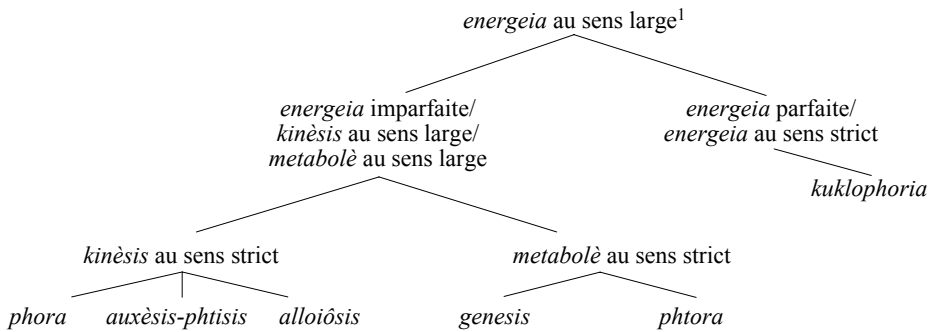 energeia au sens large1
energeia imparfaite/
kinèsis au sens large/
metabolè au sens large
energeia parfaite/
energeia au sens strict
kuklophoria
kinèsis au sens strict
metabolè au sens strict
phora auxèsis-phtisis alloiôsis genesis phtora